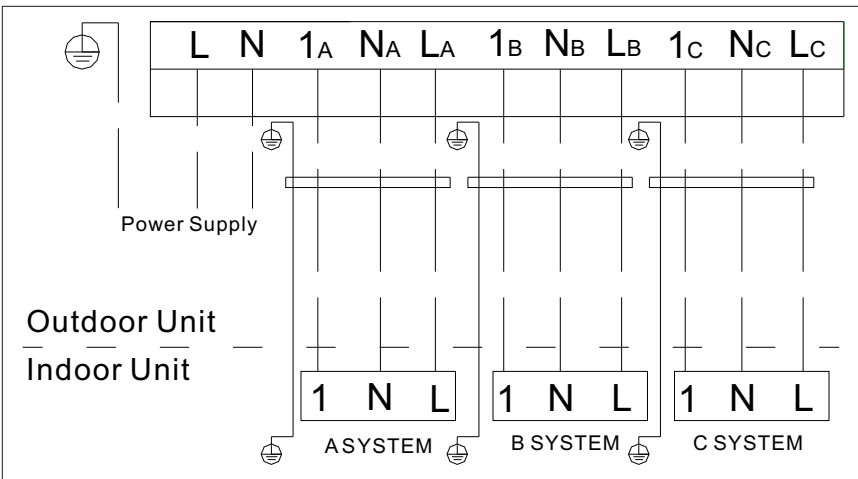 L N 1A NA LA 1B NB LB 1C NC LC
Power Supply
Outdoor Unit
Indoor Unit
1 N L 1 N L 1 N L
A SYSTEM B SYSTEM C SYSTEM